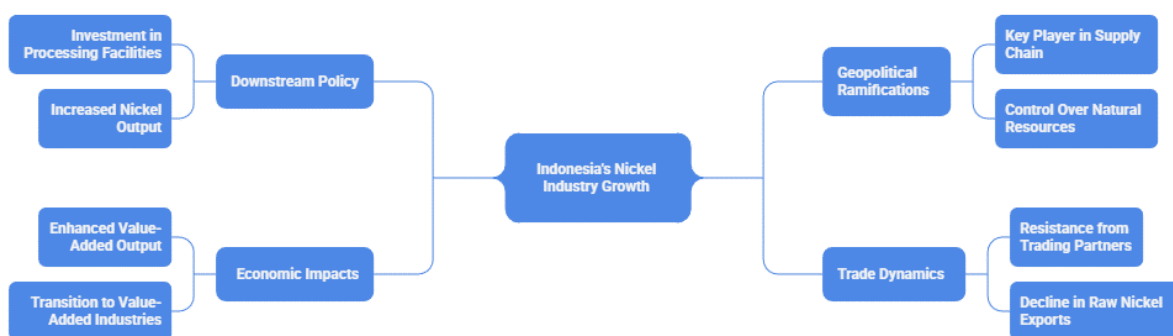 Investment in
Processing Facilities
Downstream Policy
Increased Nickel
Output
Enhanced Value-
Added Output
Economic Impacts
Transition to Value-
Added Industries
Indonesia's Nickel
Industry Growth
Geopolitical
Ramifications
Key Player in Supply
Chain
Control Over Natural
Resources
Trade Dynamics
Resistance from
Trading Partners
Decline in Raw Nickel
Exports